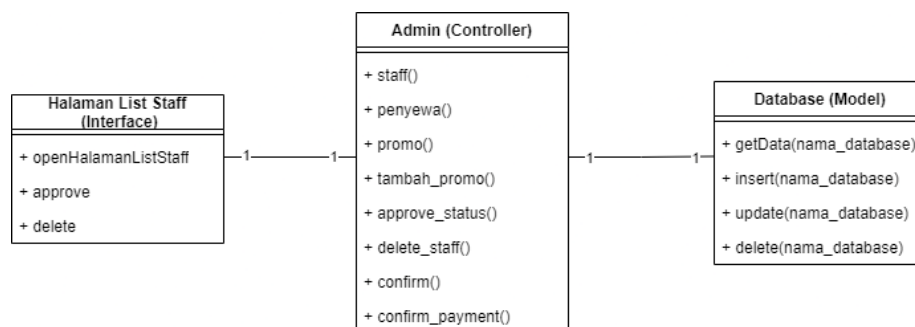 Halaman List Staff
(Interface)
+ openHalamanListStaff
+ approve
+ delete
1
1
Admin (Controller)
+ staff()
+ penyewa()
+ promo()
+ tambah_promo()
+ approve_status()
+ delete_staff()
+ confirm()
+ confirm_payment()
1
1
Database (Model)
+ getData(nama_database)
+ insert(nama_database)
+ update(nama_database)
+ delete(nama_database)